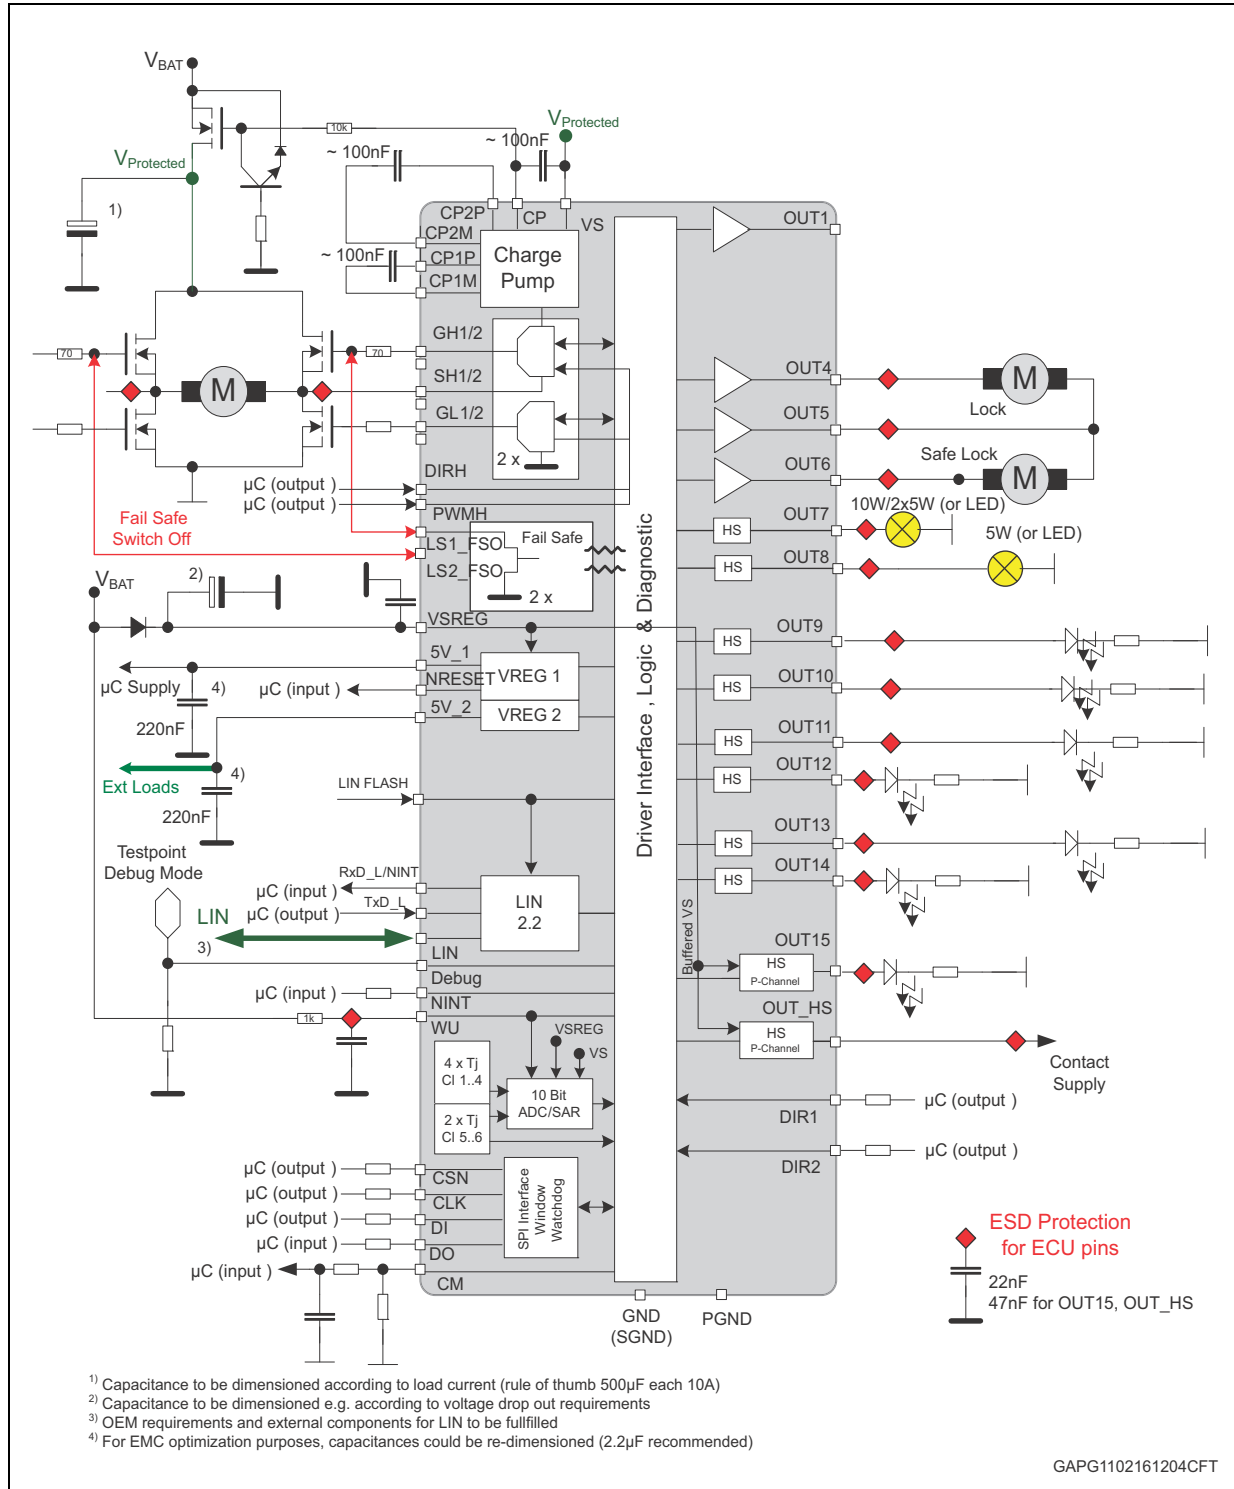 VBAT
10k
VProtected
~ 100nF
VProtected
~ 100nF
1)
CP2P
CP
VS
OUT1
CP2M
~ 100nF
CP1P
CP1M
Charge
Pump
GH1/2
70
70
M
SH1/2
GL1/2
2 x
OUT4
M
Lock
OUT5
OUT6
Safe Lock
M
DIRH
µC (output )
µC (output )
PWMH
10W/2x5W (or LED)
HS
OUT7
5W (or LED)
HS
OUT8
Fail Safe
Switch Off
LS1_FSO
Fail Safe
LS2_FSO
2 x
VBAT
2)
VSREG
5V_1
VREG 1
µC Supply
4)
µC (input )
NRESET
5V_2
VREG 2
220nF
4)
Ext Loads
220nF
HS
OUT9
HS
OUT10
HS
OUT11
HS
OUT12
HS
OUT13
HS
OUT14
Driver Interface , Logic & Diagnostic
LIN FLASH
Testpoint
Debug Mode
RxD_L/NINT
µC (input )
TxD_L
µC (output )
LIN
2.2
LIN
3)
LIN
Debug
µC (input )
NINT
1k
WU
Buffered VS
OUT15
HS
P-Channel
OUT_HS
HS
P-Channel
Contact
Supply
VSREG
VS
4 x Tj
Cl 1..4
10 Bit
ADC/SAR
2 x Tj
Cl 5..6
DIR1
µC (output )
DIR2
µC (output )
µC (output )
CSN
µC (output )
CLK
µC (output )
DI
µC (input )
DO
SPI Interface
Window
Watchdog
µC (input )
CM
GND
(SGND)
PGND
ESD Protection
for ECU pins
22nF
47nF for OUT15, OUT_HS
1) Capacitance to be dimensioned according to load current (rule of thumb 500µF each 10A)
2) Capacitance to be dimensioned e.g. according to voltage drop out requirements
3) OEM requirements and external components for LIN to be fullfilled
4) For EMC optimization purposes, capacitances could be re-dimensioned (2.2µF recommended)
GAPG1102161204CFT